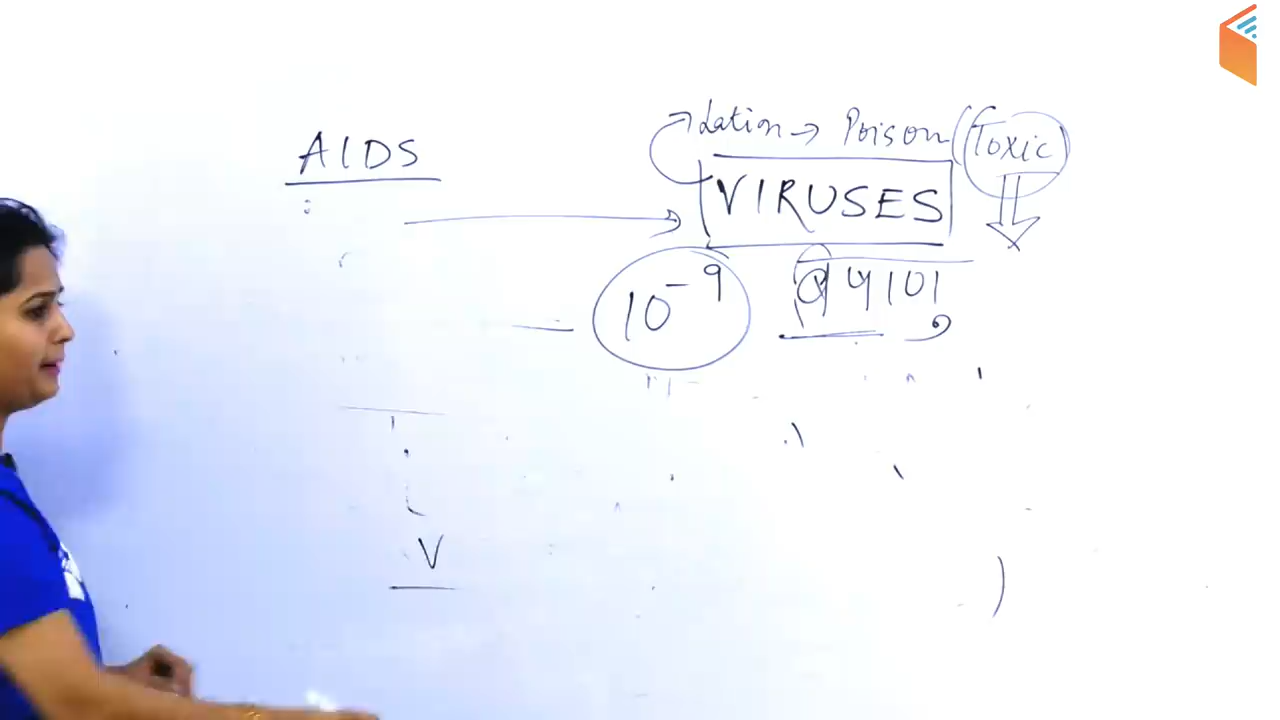 Lation → Poison (Toxic)
AIDS
VIRUSES
10⁻⁹
V